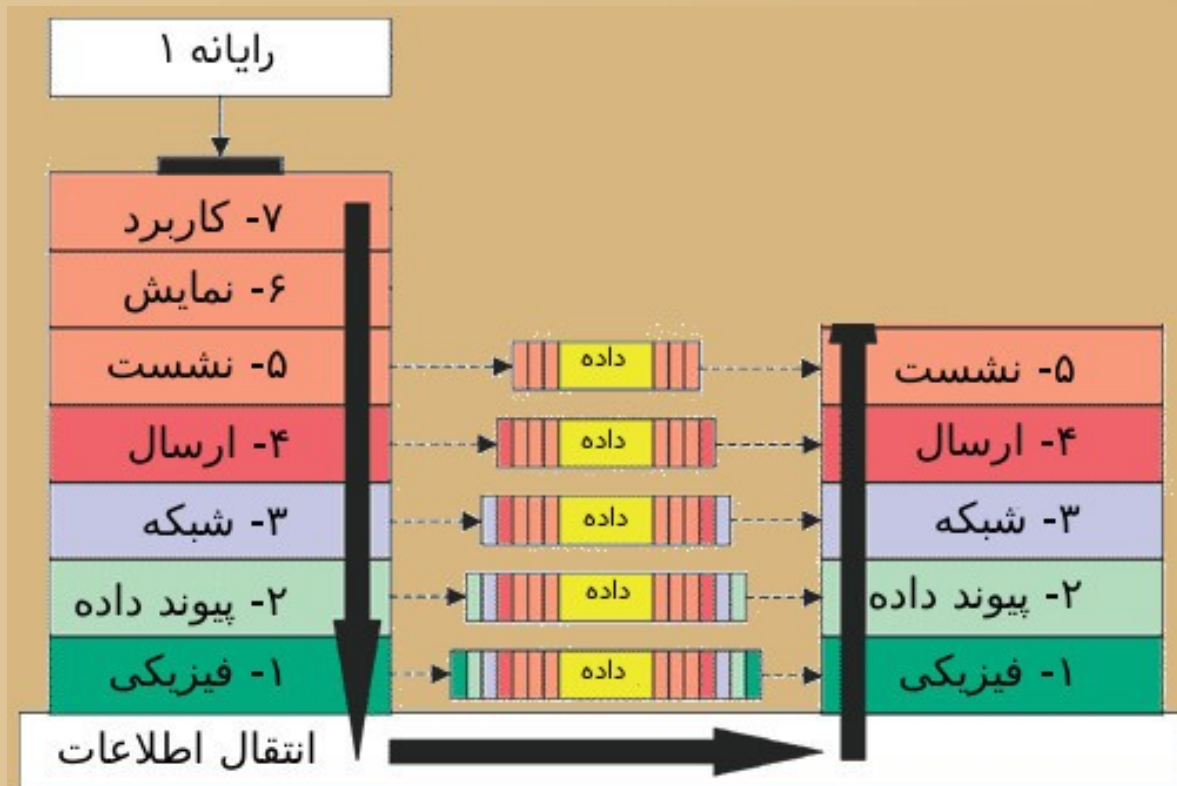 رایانه ۱
۷- کاربرد
۶- نمایش
۵- نشست
۴- ارسال
۳- شبکه
۲- پیوند داده
۱- فیزیکی
داده
داده
داده
داده
داده
۵- نشست
۴- ارسال
۳- شبکه
۲- پیوند داده
۱- فیزیکی
انتقال اطلاعات